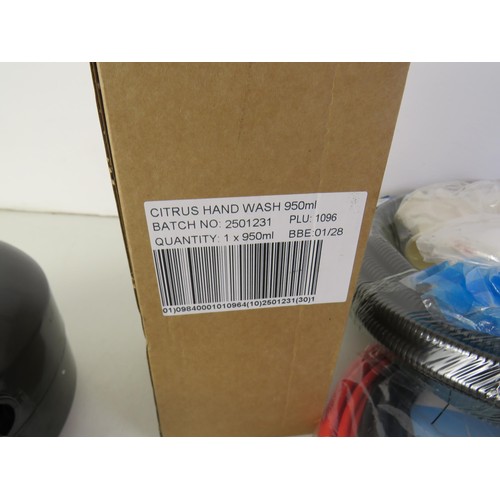 CITRUS HAND WASH 950ml
BATCH NO: 2501231 PLU: 1096
QUANTITY: 1 x 950ml BBE:01/28
01)09840001010964(10)2501231(30)1